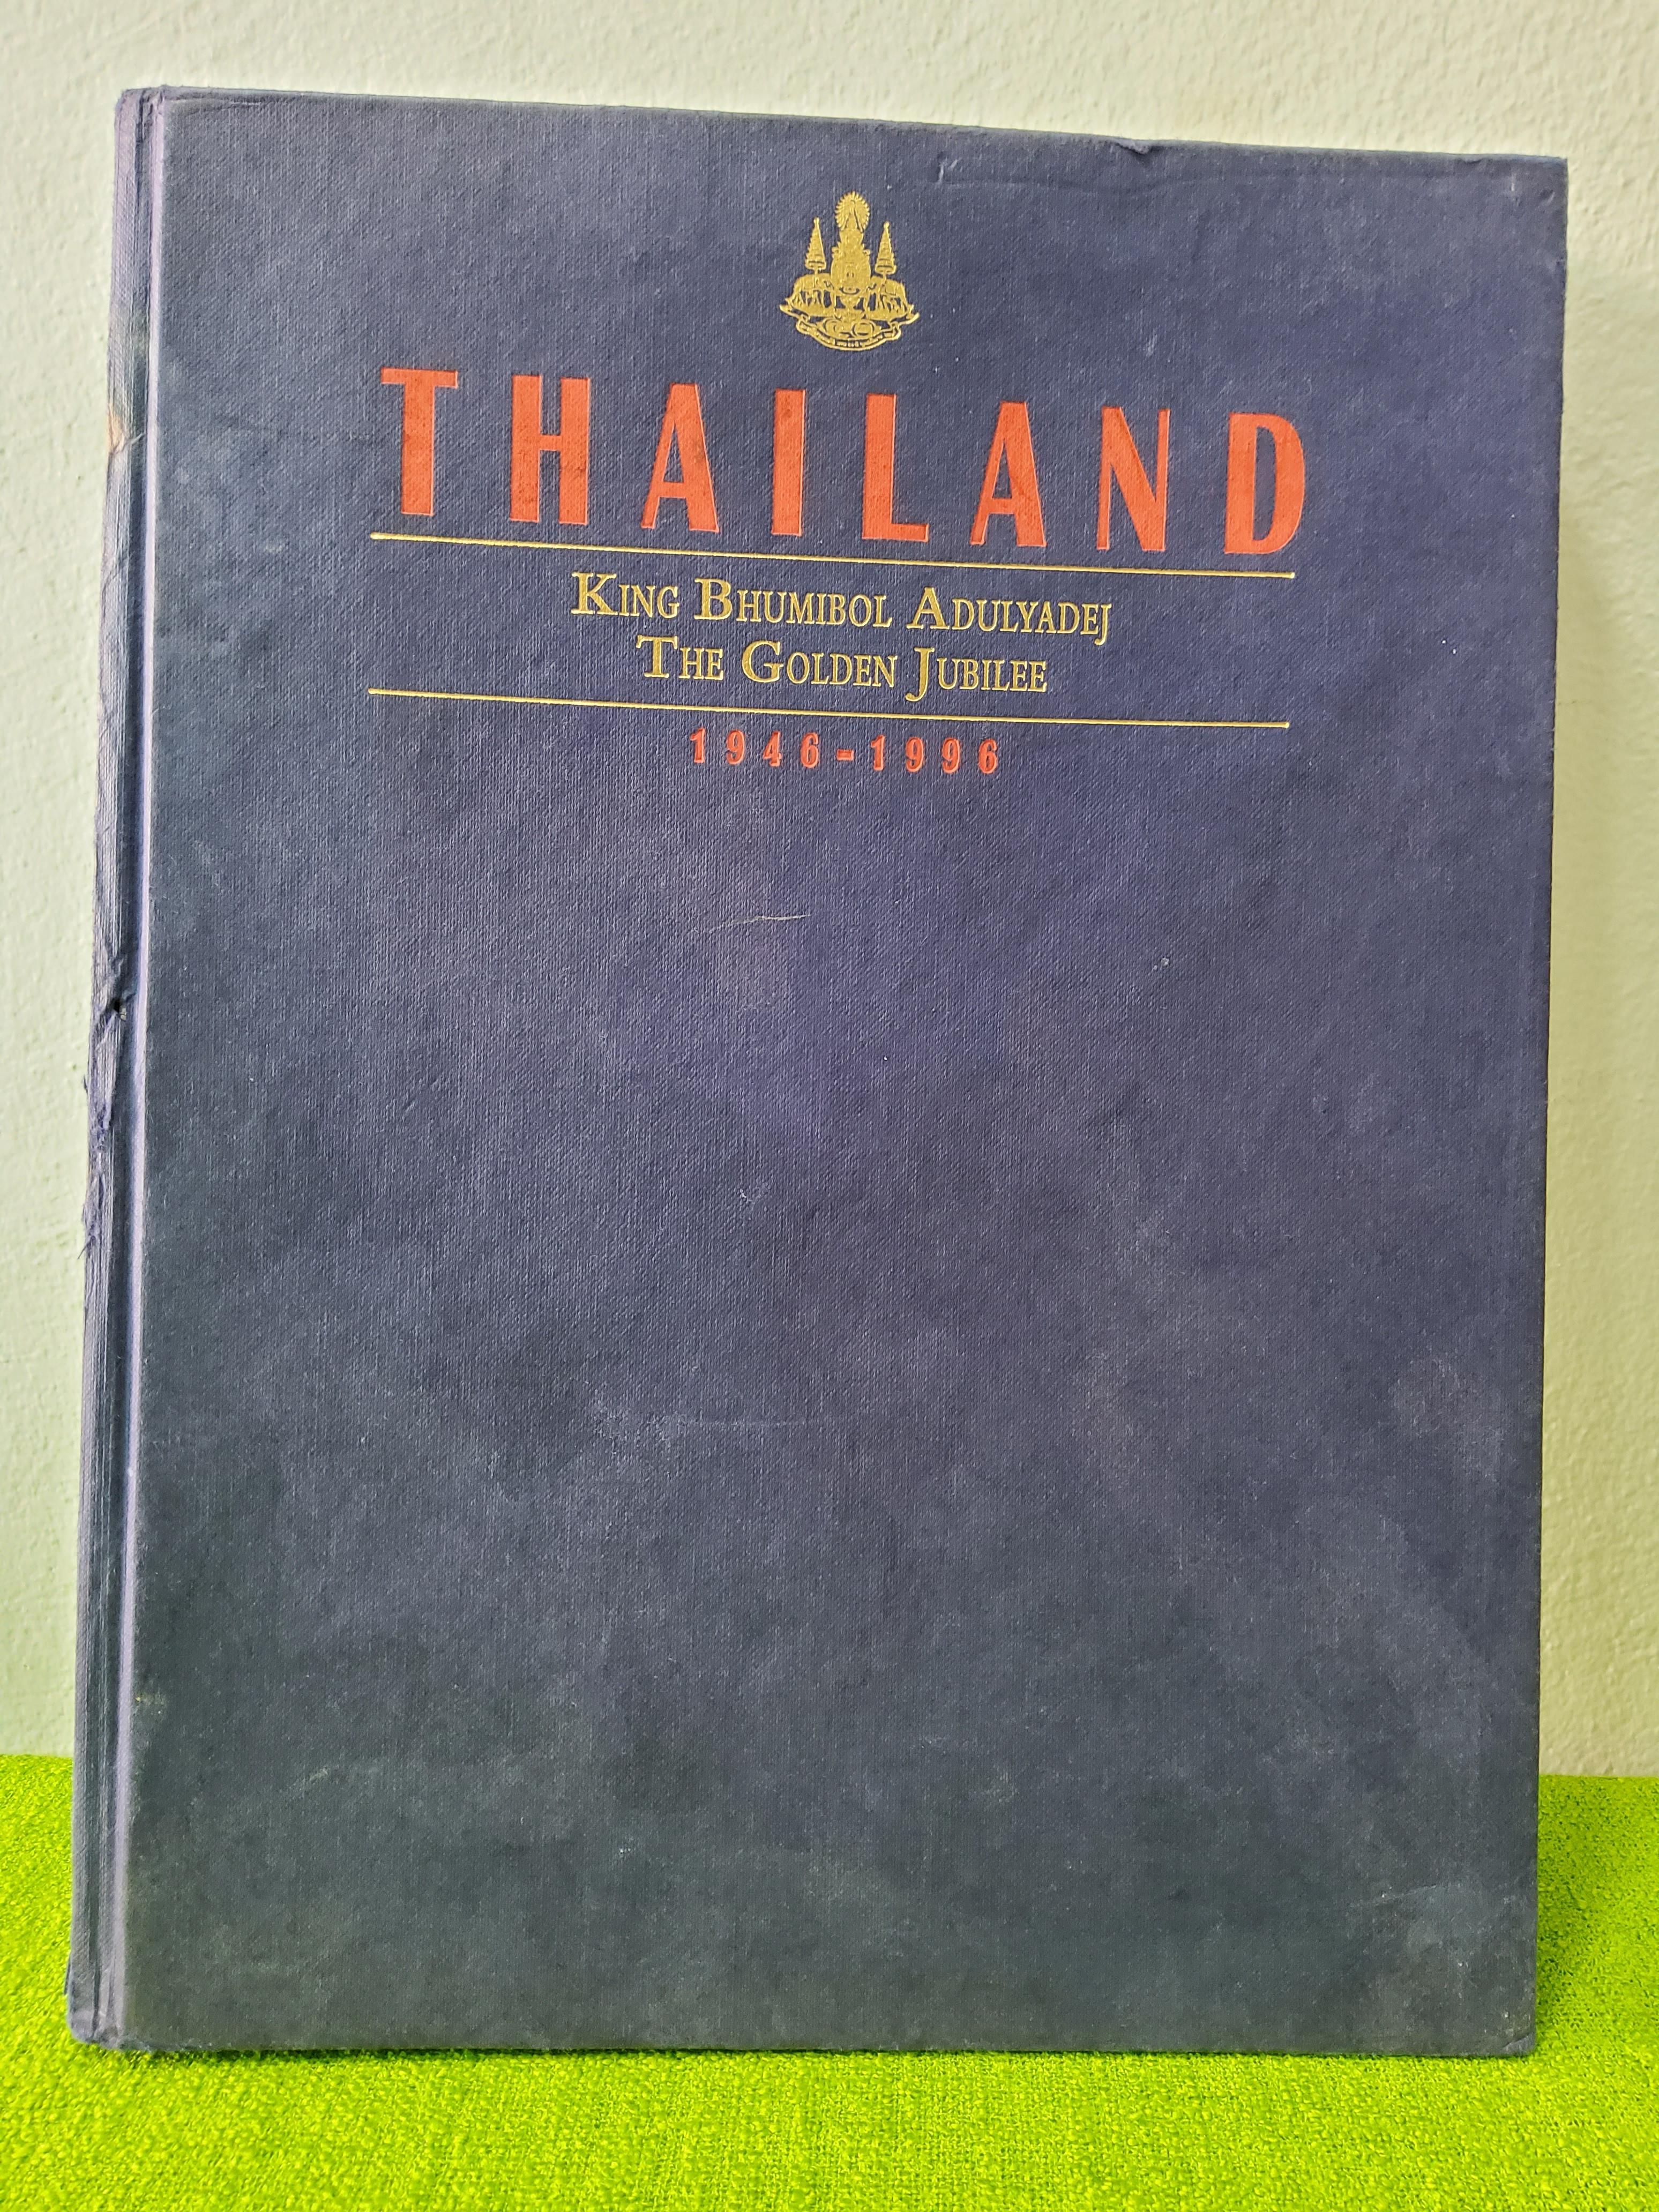 THAILAND
KING BHUMIBOL ADULYADEJ
THE GOLDEN JUBILEE
1946-1996